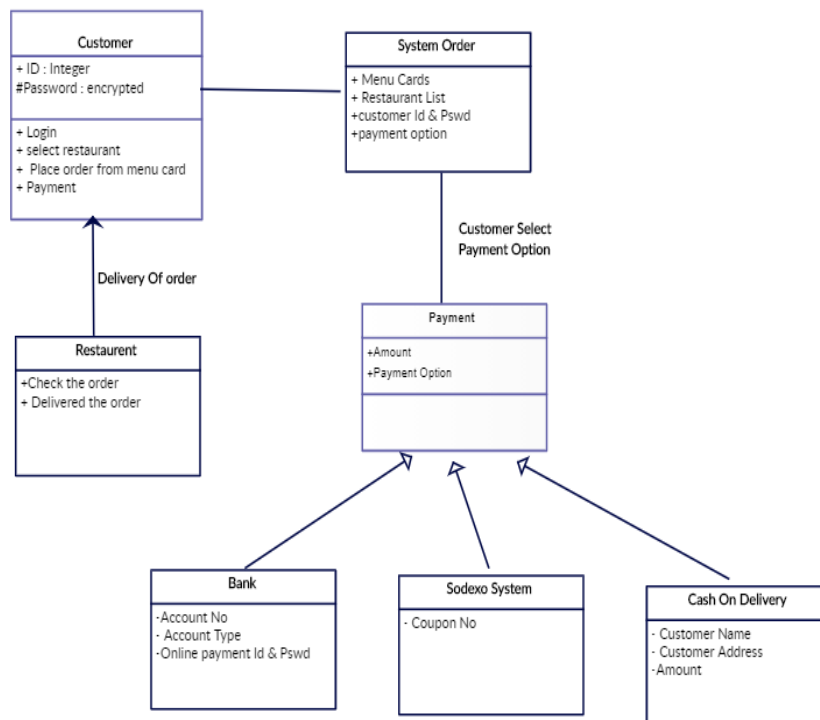 Customer
+ ID : Integer
#Password : encrypted
+ Login
+ select restaurant
+ Place order from menu card
+ Payment
System Order
+ Menu Cards
+ Restaurant List
+customer Id & Pswd
+payment option
Customer Select
Payment Option
Delivery Of order
Restaurent
+Check the order
+ Delivered the order
Payment
+Amount
+Payment Option
Bank
-Account No
- Account Type
-Online payment Id & Pswd
Sodexo System
- Coupon No
Cash On Delivery
- Customer Name
- Customer Address
-Amount